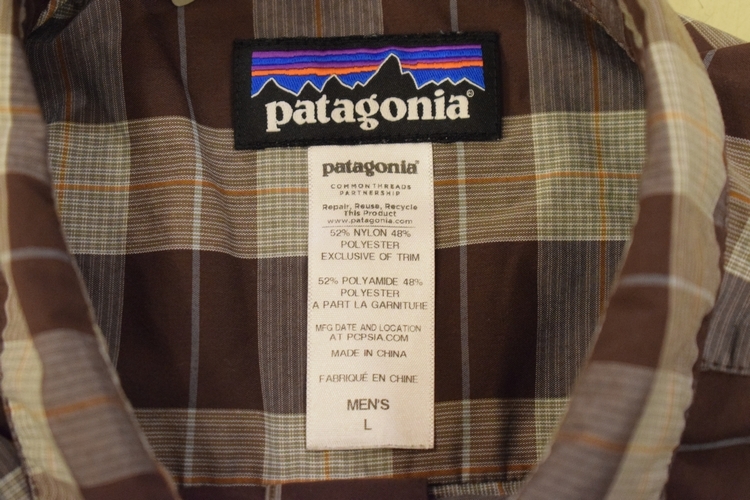 patagonia®
patagonia®
COMMON THREADS
PARTNERSHIP
Repair, Reuse, Recycle
This Product
www.patagonia.com
52% NYLON 48%
POLYESTER
EXCLUSIVE OF TRIM
52% POLYAMIDE 48%
POLYESTER
A PART LA GARNITURE
MFG DATE AND LOCATION
AT PCPSIA.COM
MADE IN CHINA
FABRIQUÉ EN CHINE
MEN'S
L